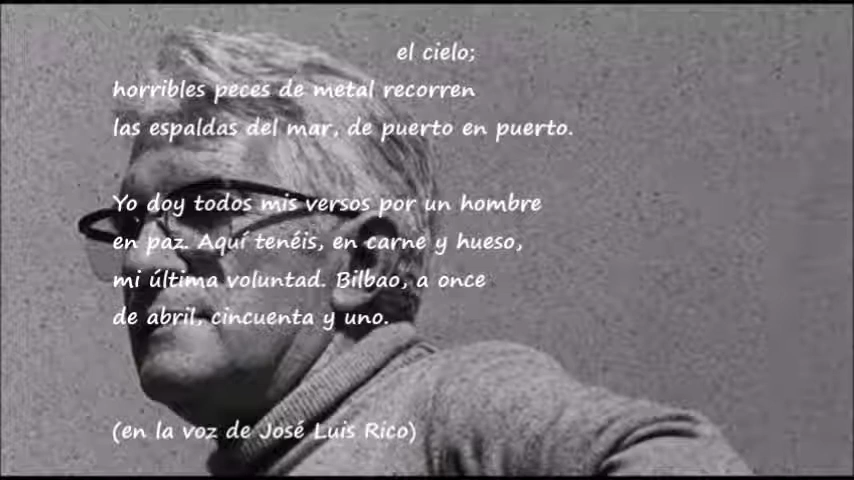 el cielo;
horribles peces de metal recorren
las espaldas del mar, de puerto en puerto.
Yo doy todos mis versos por un hombre
en paz. Aquí tenéis, en carne y hueso,
mi última voluntad. Bilbao, a once
de abril, cincuenta y uno.
(en la voz de José Luis Rico)